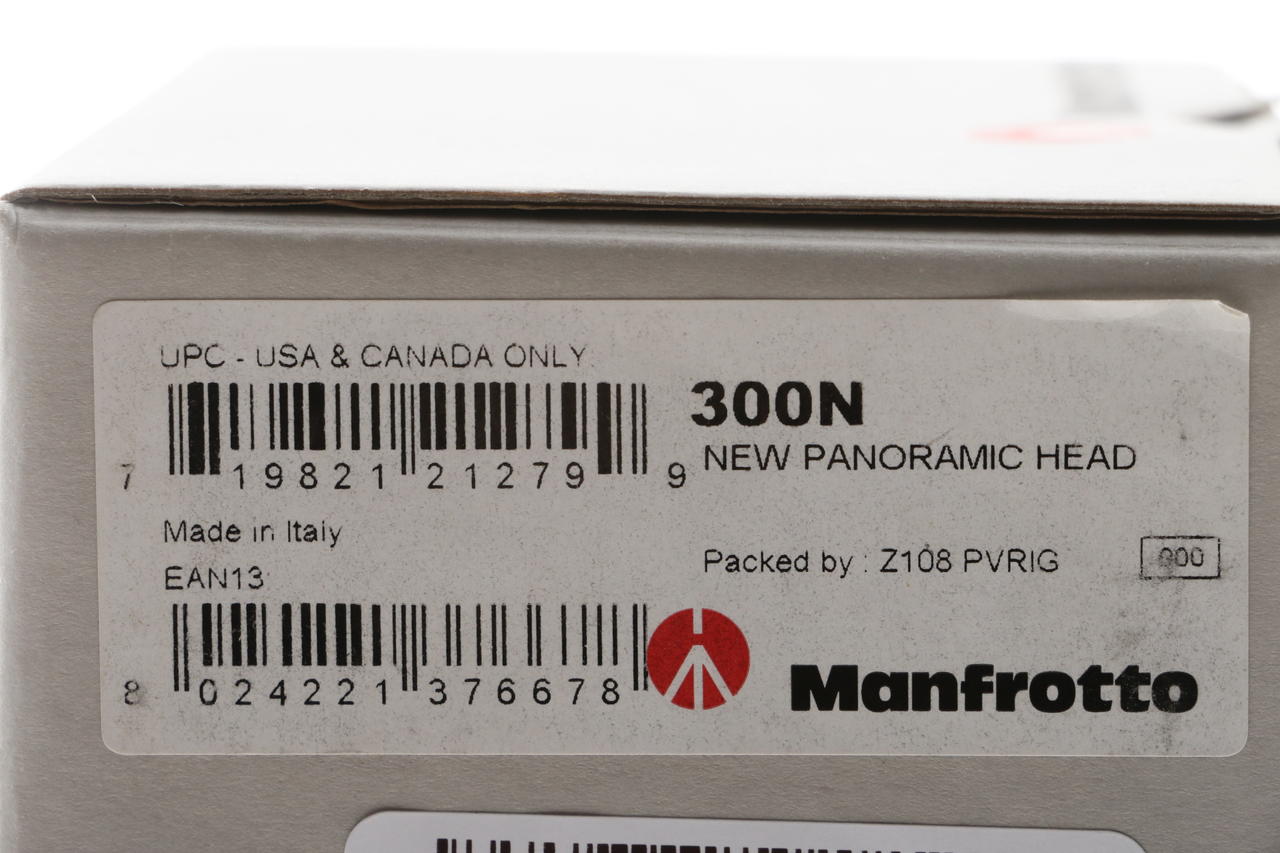 UPC - USA & CANADA ONLY
7 19821 21279 9
300N
NEW PANORAMIC HEAD
Made in Italy
Packed by : Z108 PVRIG
EAN13
8 024221 376678
Manfrotto